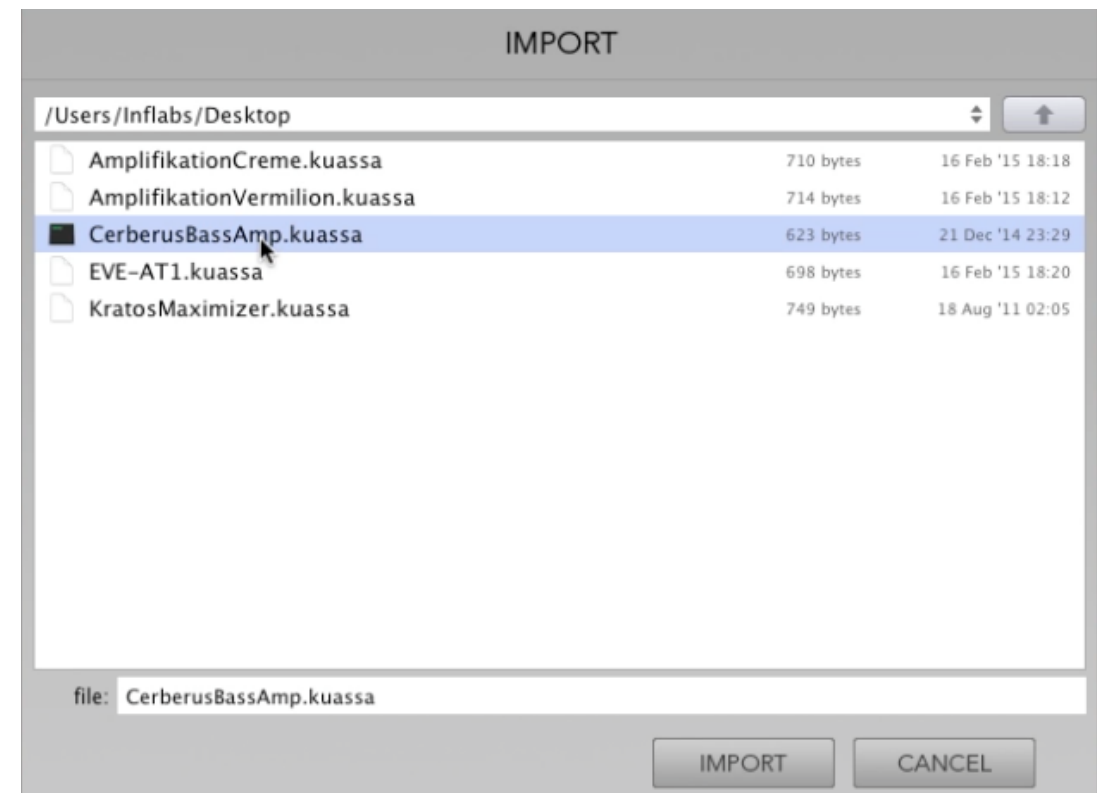 IMPORT
/Users/Inflabs/Desktop
AmplifikationCreme.kuassa 710 bytes 16 Feb '15 18:18
AmplifikationVermilion.kuassa 714 bytes 16 Feb '15 18:12
CerberusBassAmp.kuassa 623 bytes 21 Dec '14 23:29
EVE-AT1.kuassa 698 bytes 16 Feb '15 18:20
KratosMaximizer.kuassa 749 bytes 18 Aug '11 02:05
file: CerberusBassAmp.kuassa
IMPORT CANCEL